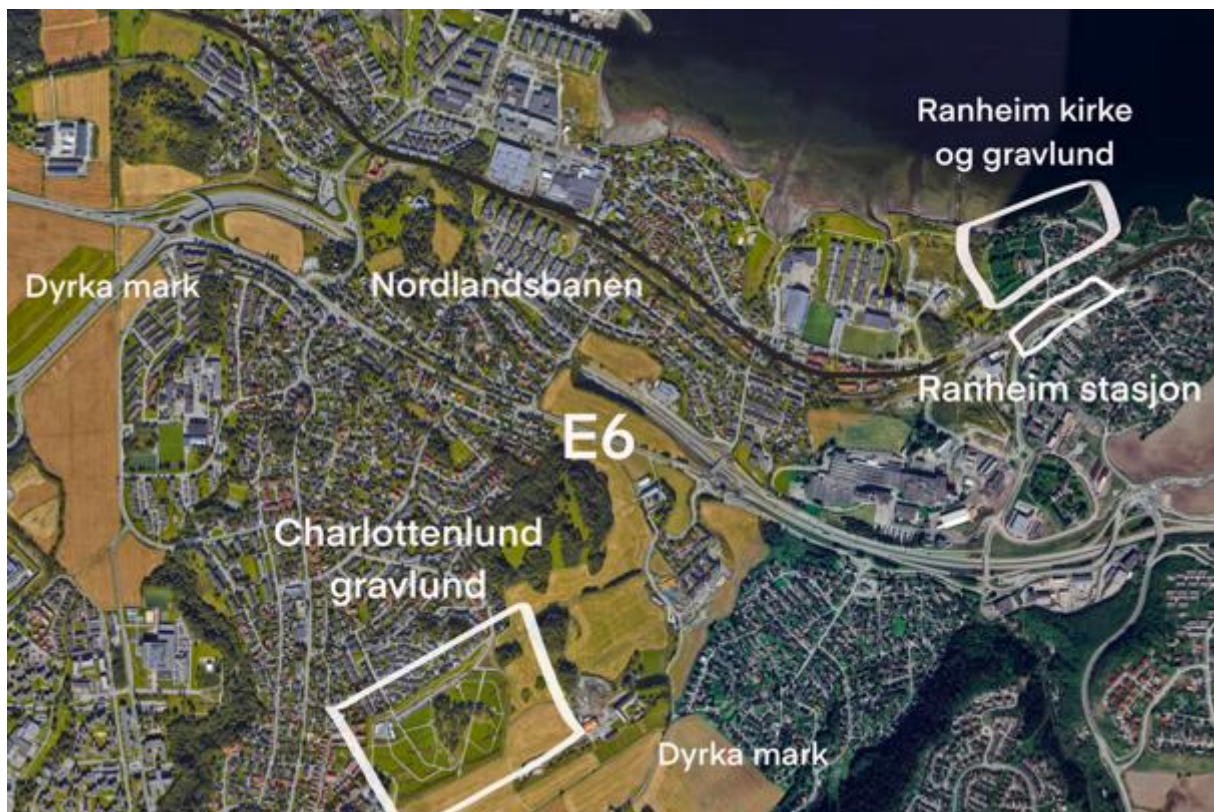 Ranheim kirke
og gravlund
Dyrka mark
Nordlandsbanen
Ranheim stasjon
E6
Charlottenlund
gravlund
Dyrka mark